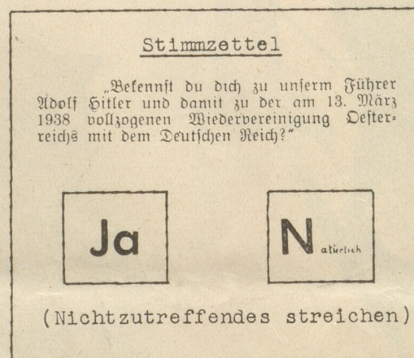 Stimmzettel
„Bekennst du dich zu unserm Führer
Adolf Hitler und damit zu der am 13. März
1938 vollzogenen Wiedervereinigung Oester-
reichs mit dem Deutschen Reich?“
Ja Natürlich
(Nichtzutreffendes streichen)